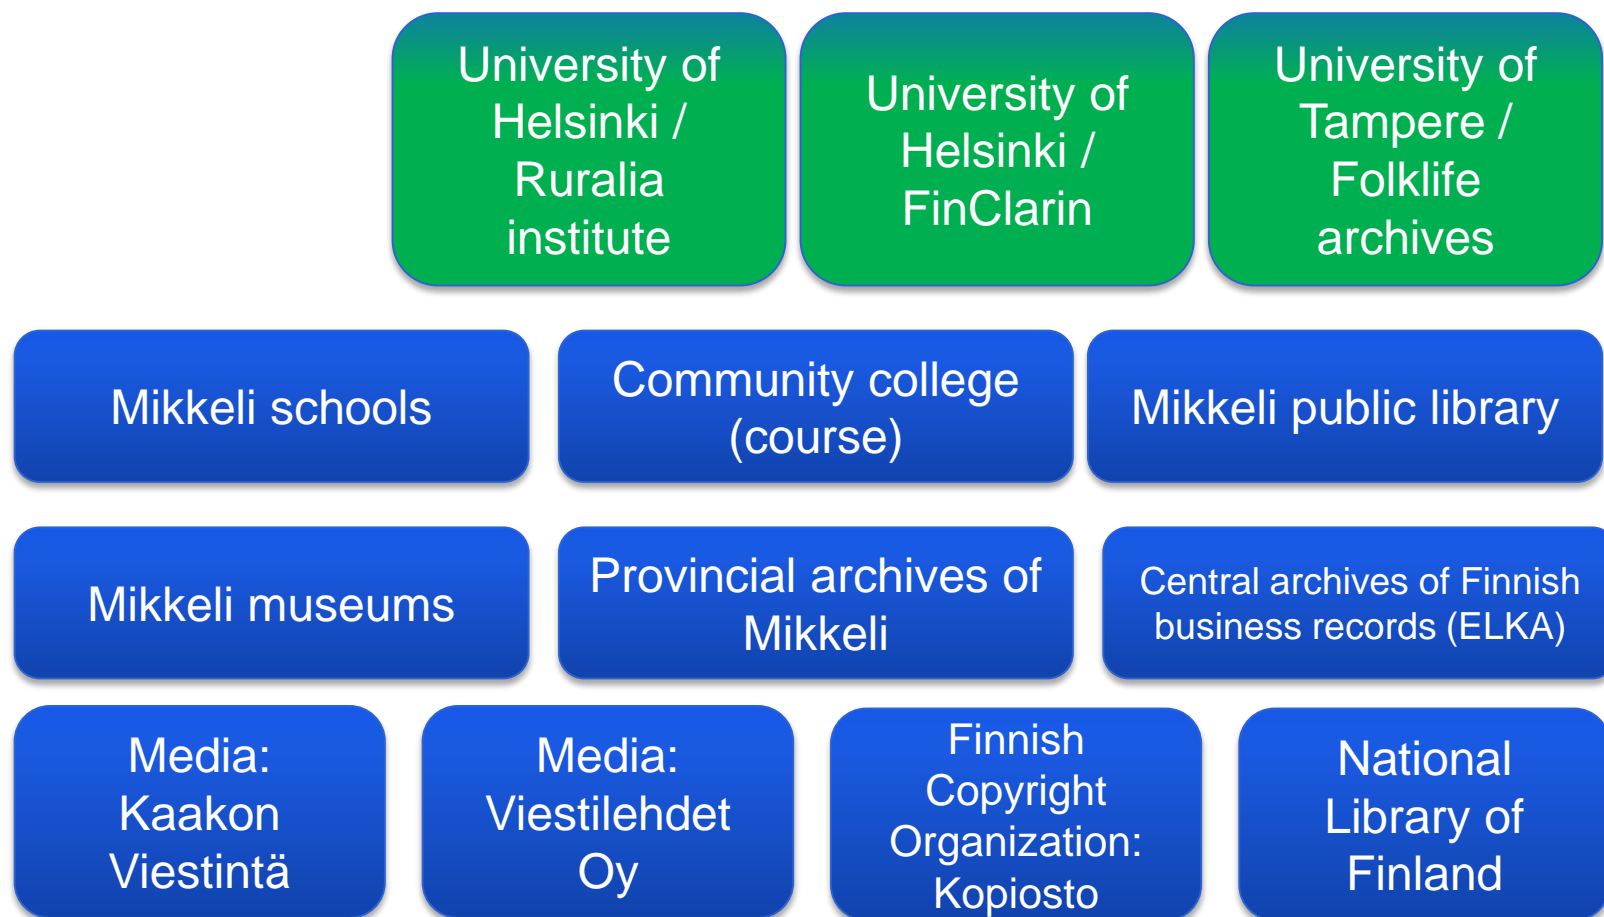 University of
Helsinki /
Ruralia
institute
University of
Helsinki /
FinClarin
University of
Tampere /
Folklife
archives
Mikkeli schools
Community college
(course)
Mikkeli public library
Mikkeli museums
Provincial archives of
Mikkeli
Central archives of Finnish
business records (ELKA)
Media:
Kaakon
Viestintä
Media:
Viestilehdet
Oy
Finnish
Copyright
Organization:
Kopiosto
National
Library of
Finland